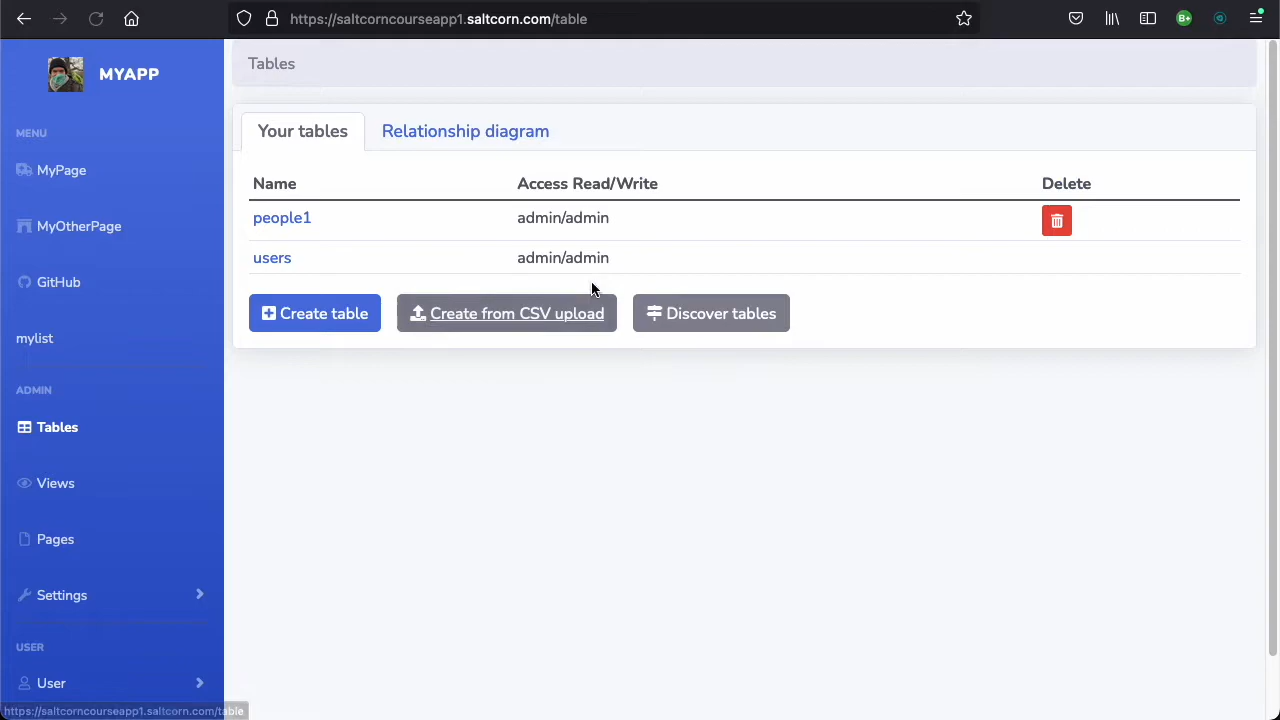 https://saltcorncourseapp1.saltcorn.com/table
B+
MYAPP
MENU
MyPage
MyOtherPage
GitHub
mylist
ADMIN
Tables
Views
Pages
Settings
USER
User
https://saltcorncourseapp1.saltcorn.com/table
Tables
Your tables
Relationship diagram
Name Access Read/Write Delete
people1 admin/admin
users admin/admin
Create table Create from CSV upload Discover tables